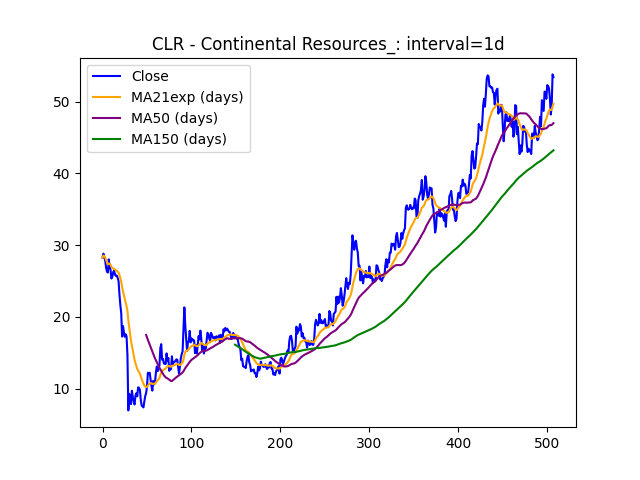 CLR - Continental Resources_: interval=1d
Close
MA21exp (days)
MA50 (days)
MA150 (days)
50
40
30
20
10
0 100 200 300 400 500